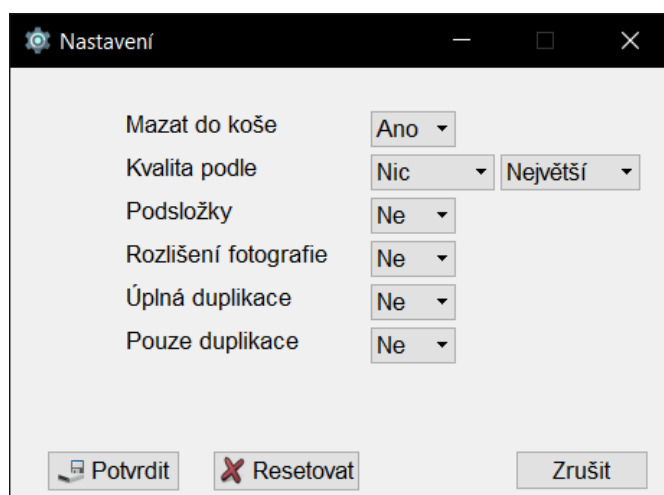 Nastavení
Mazat do koše Ano
Kvalita podle Nic Největší
Podsložky Ne
Rozlišení fotografie Ne
Úplná duplikace Ne
Pouze duplikace Ne
Potvrdit Resetovat Zrušit